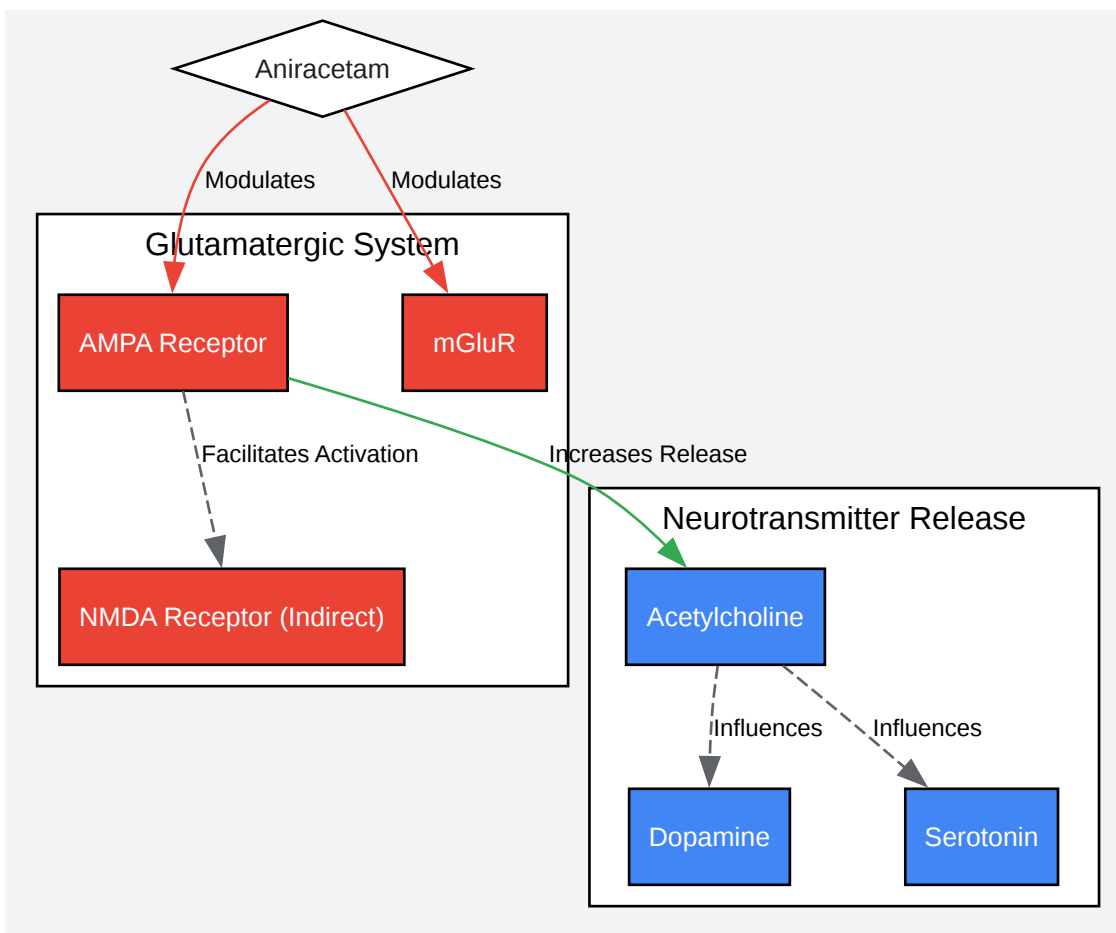 Aniracetam
Modulates
Modulates
Glutamatergic System
AMPA Receptor
mGluR
Facilitates Activation
Increases Release
Neurotransmitter Release
NMDA Receptor (Indirect)
Acetylcholine
Influences
Influences
Dopamine
Serotonin